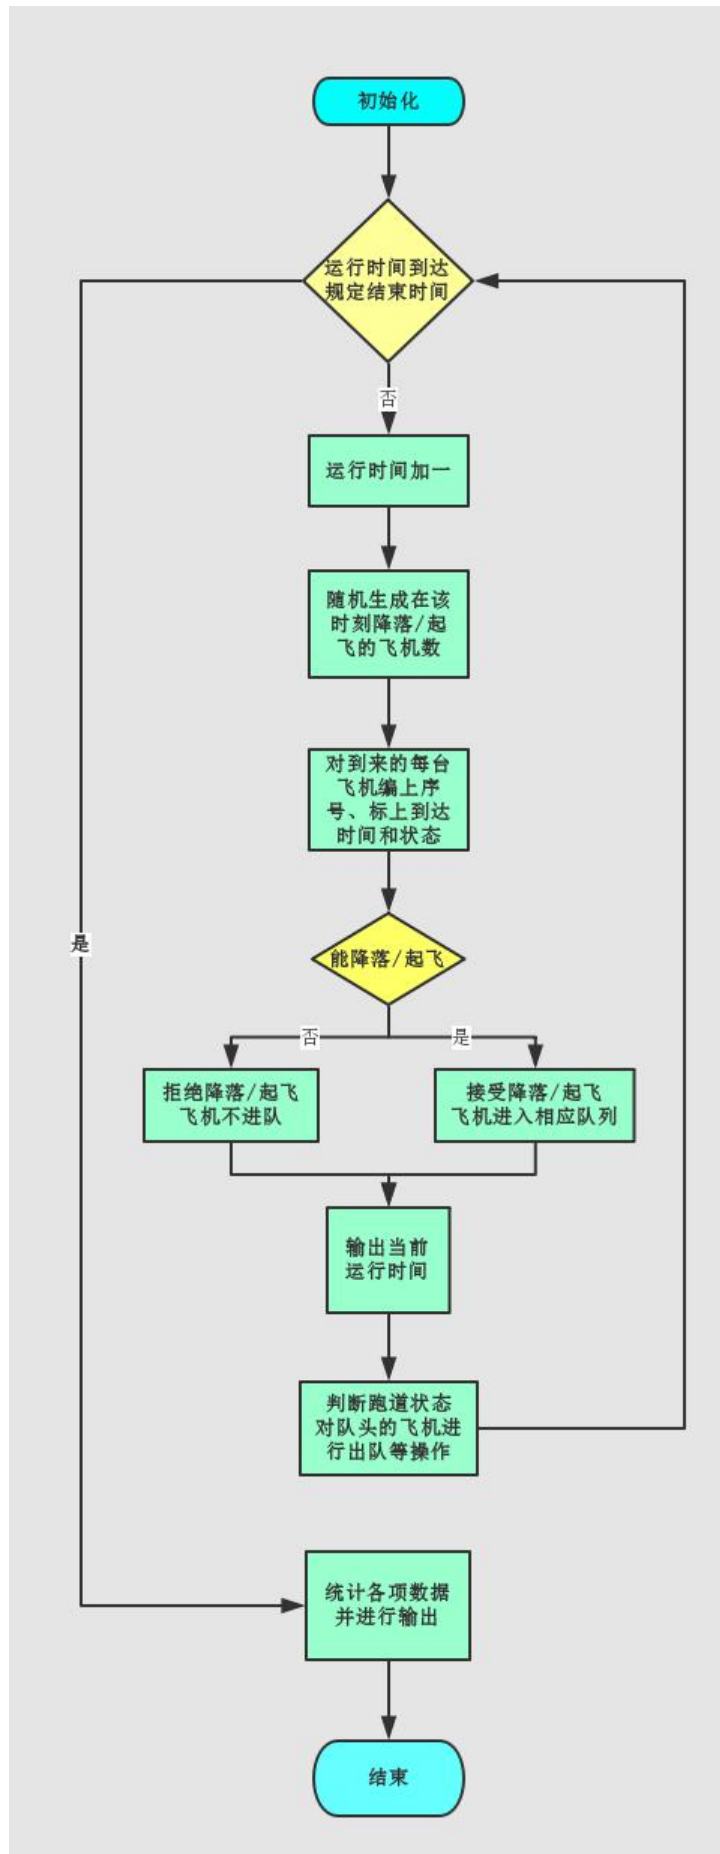 初始化
运行时间到达
规定结束时间
否
运行时间加一
随机生成在该
时刻降落/起
飞的飞机数
对到来的每台
飞机编上序
号、标上到达
时间和状态
是
能降落/起飞
否
是
拒绝降落/起飞
飞机不进队
接受降落/起飞
飞机进入相应队列
输出当前
运行时间
判断跑道状态
对队头的飞机进
行出队等操作
统计各项数据
并进行输出
结束